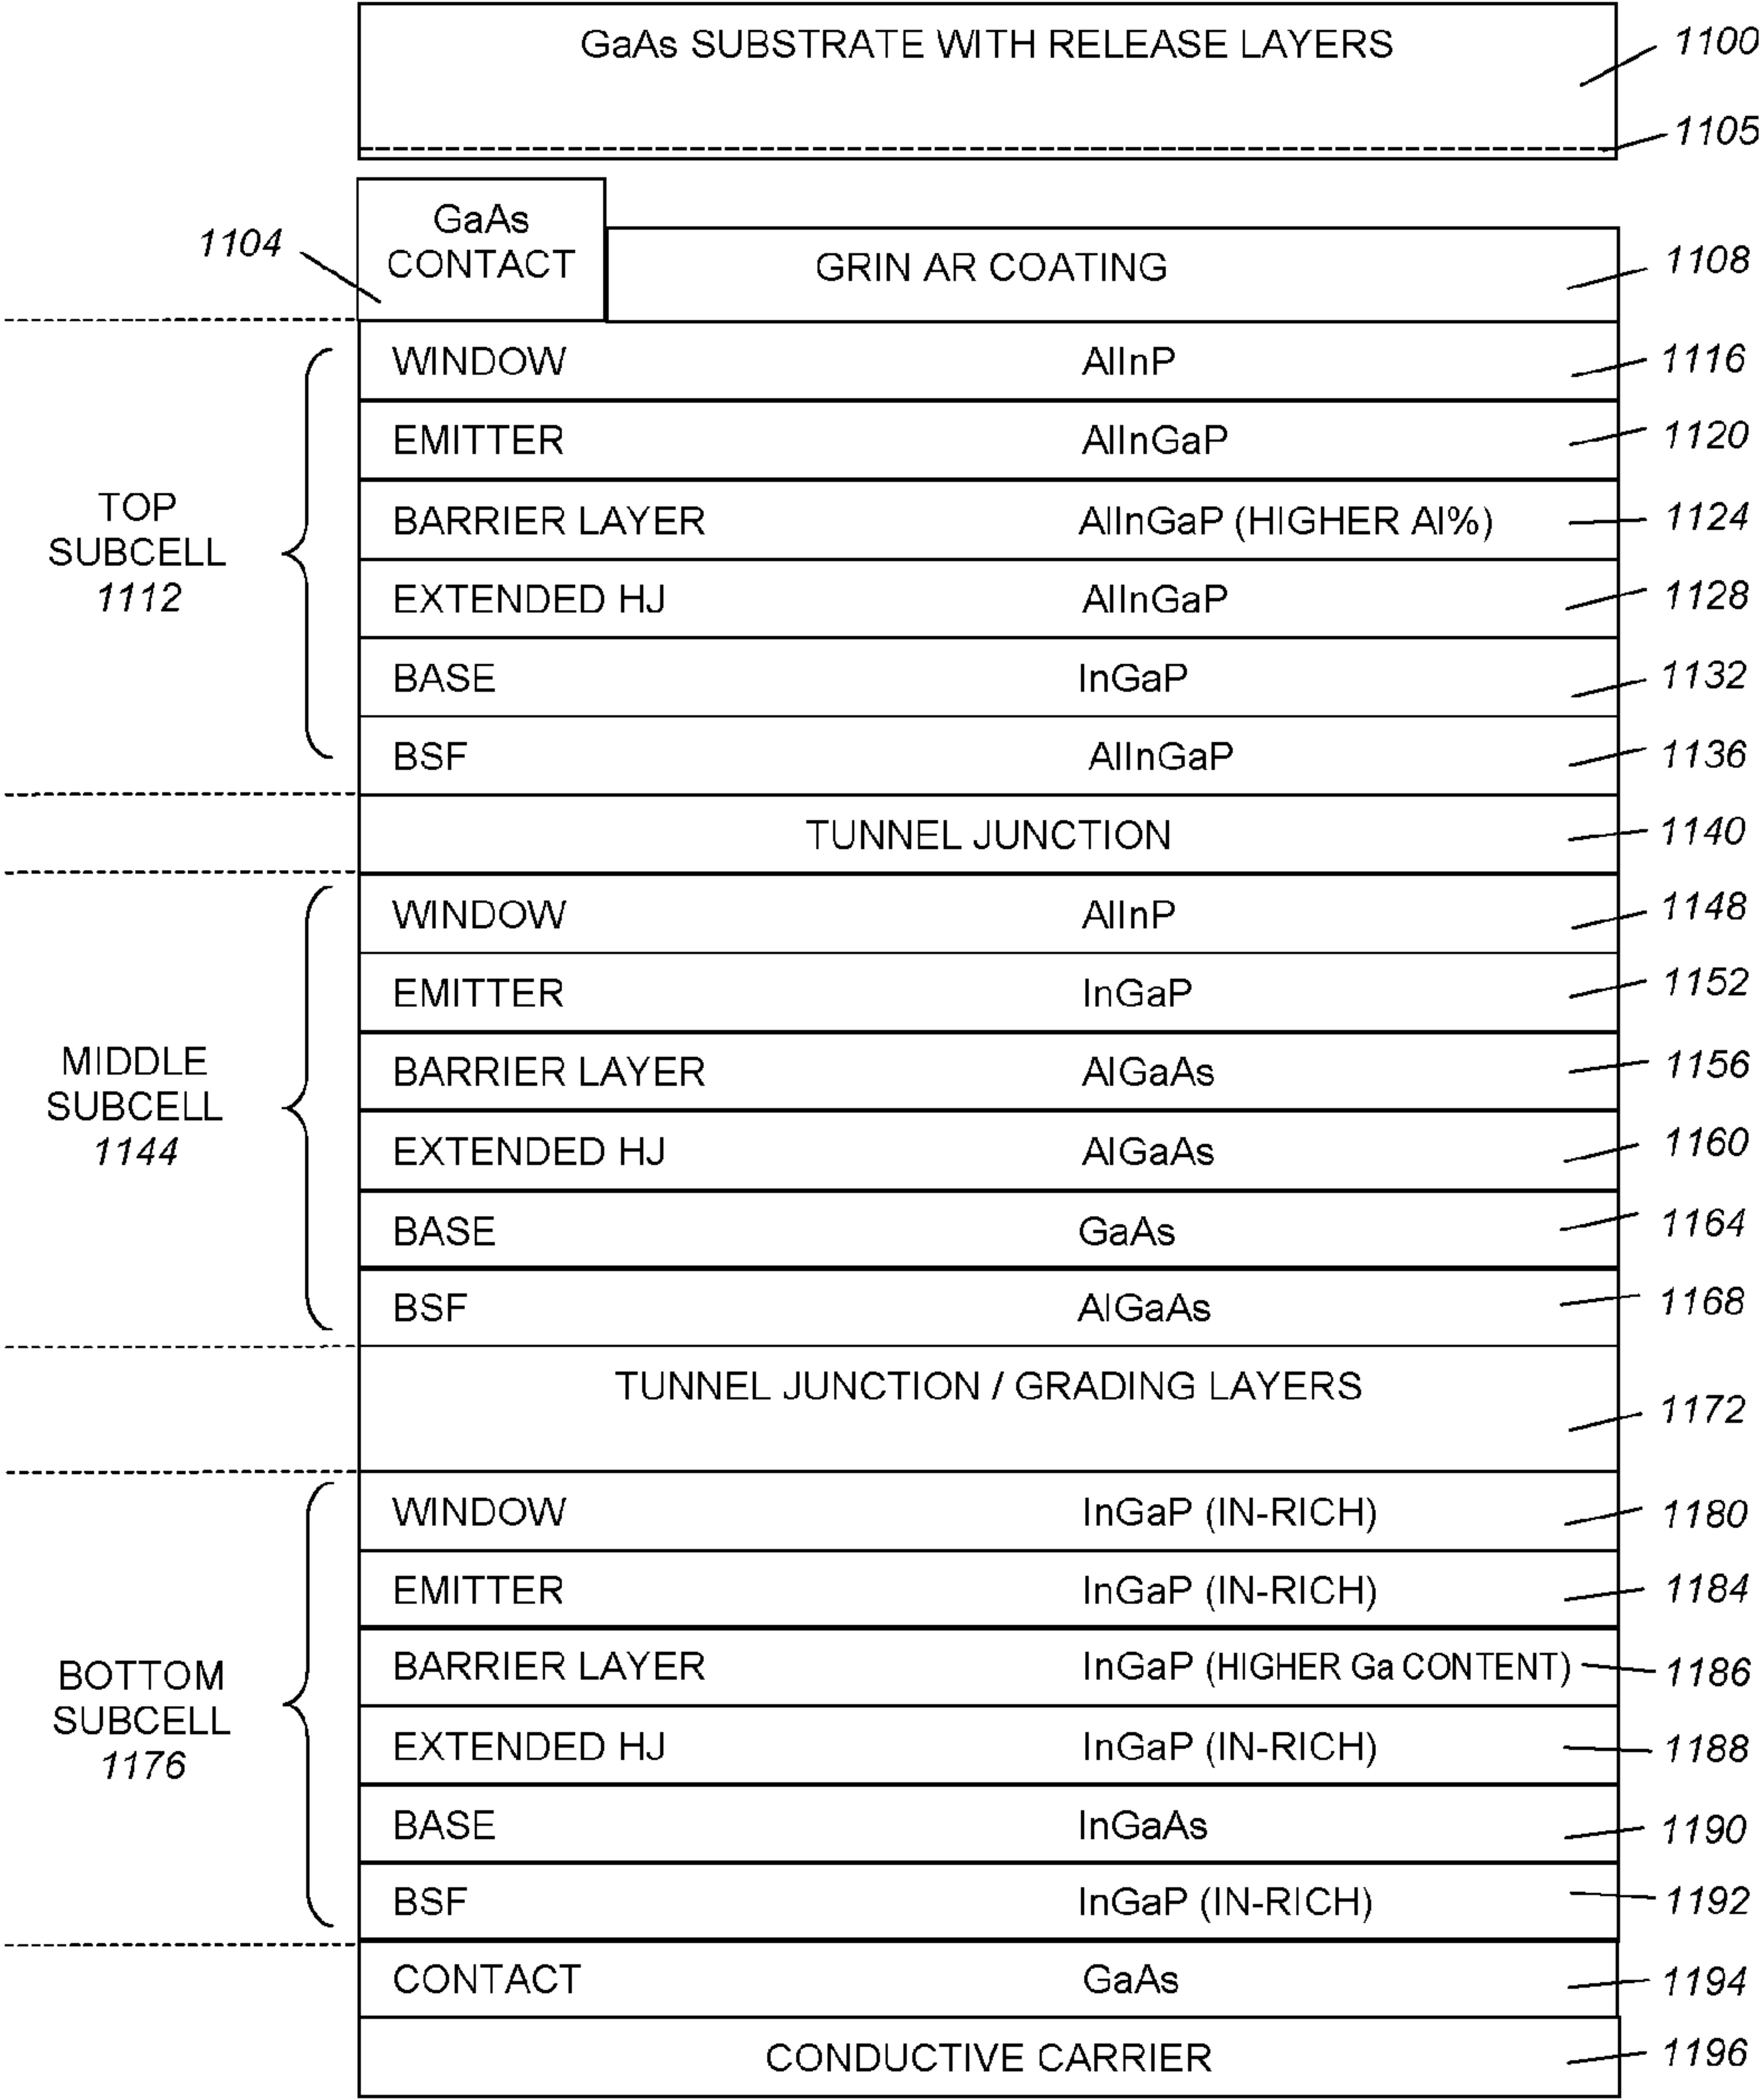 GaAs SUBSTRATE WITH RELEASE LAYERS
1100
1105
GaAs
CONTACT
1104
GRIN AR COATING
1108
TOP
SUBCELL
1112
WINDOW AlInP 1116
EMITTER AlInGaP 1120
BARRIER LAYER AlInGaP (HIGHER Al%) 1124
EXTENDED HJ AlInGaP 1128
BASE InGaP 1132
BSF AlInGaP 1136
TUNNEL JUNCTION 1140
MIDDLE
SUBCELL
1144
WINDOW AlInP 1148
EMITTER InGaP 1152
BARRIER LAYER AlGaAs 1156
EXTENDED HJ AlGaAs 1160
BASE GaAs 1164
BSF AlGaAs 1168
TUNNEL JUNCTION / GRADING LAYERS 1172
BOTTOM
SUBCELL
1176
WINDOW InGaP (IN-RICH) 1180
EMITTER InGaP (IN-RICH) 1184
BARRIER LAYER InGaP (HIGHER Ga CONTENT) 1186
EXTENDED HJ InGaP (IN-RICH) 1188
BASE InGaAs 1190
BSF InGaP (IN-RICH) 1192
CONTACT GaAs 1194
CONDUCTIVE CARRIER 1196